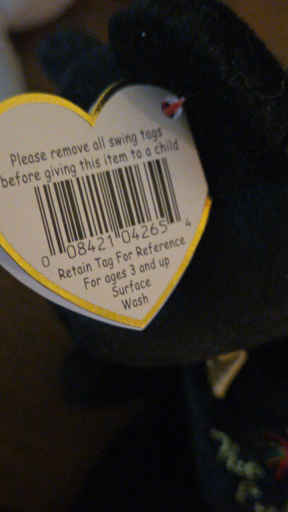 Please remove all swing tags
before giving this item to a child
0 08421 04265 4
Retain Tag For Reference
For ages 3 and up
Surface
Wash